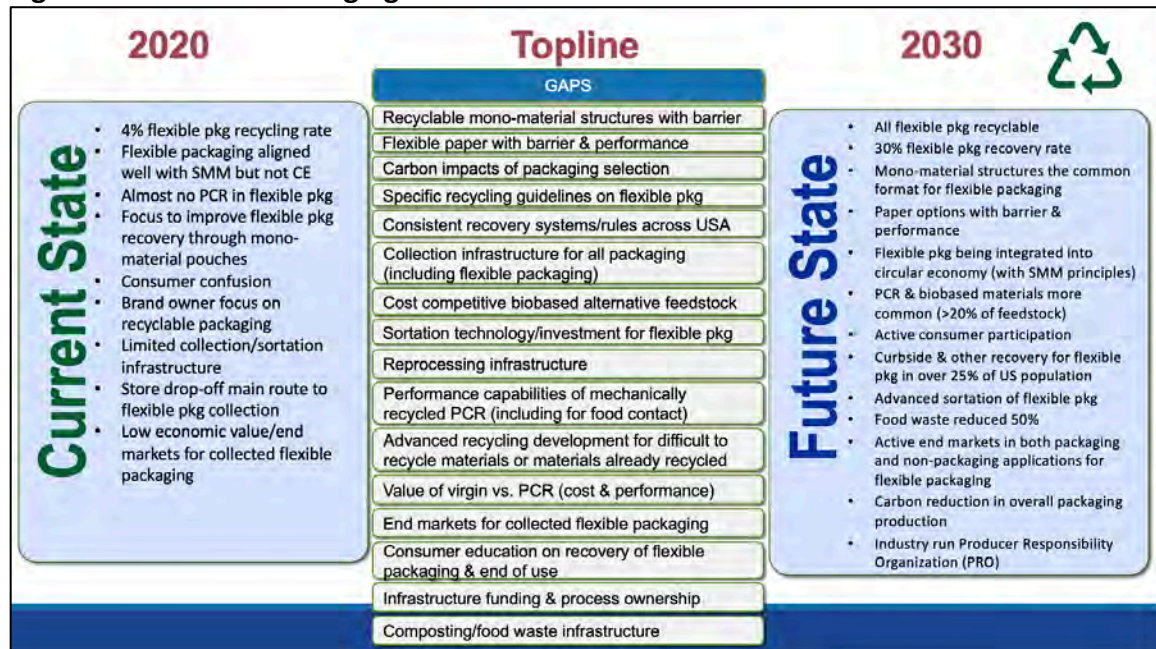 2020
Current State
• 4% flexible pkg recycling rate
• Flexible packaging aligned
well with SMM but not CE
• Almost no PCR in flexible pkg
• Focus to improve flexible pkg
recovery through mono-
material pouches
• Consumer confusion
• Brand owner focus on
recyclable packaging
• Limited collection/sortation
infrastructure
• Store drop-off main route to
flexible pkg collection
• Low economic value/end
markets for collected flexible
packaging
Topline
GAPS
Recyclable mono-material structures with barrier
Flexible paper with barrier & performance
Carbon impacts of packaging selection
Specific recycling guidelines on flexible pkg
Consistent recovery systems/rules across USA
Collection infrastructure for all packaging
(including flexible packaging)
Cost competitive biobased alternative feedstock
Sortation technology/investment for flexible pkg
Reprocessing infrastructure
Performance capabilities of mechanically
recycled PCR (including for food contact)
Advanced recycling development for difficult to
recycle materials or materials already recycled
Value of virgin vs. PCR (cost & performance)
End markets for collected flexible packaging
Consumer education on recovery of flexible
packaging & end of use
Infrastructure funding & process ownership
Composting/food waste infrastructure
2030
Future State
• All flexible pkg recyclable
• 30% flexible pkg recovery rate
• Mono-material structures the common
format for flexible packaging
• Paper options with barrier &
performance
• Flexible pkg being integrated into
circular economy (with SMM principles)
• PCR & biobased materials more
common (>20% of feedstock)
• Active consumer participation
• Curbside & other recovery for flexible
pkg in over 25% of US population
• Advanced sortation of flexible pkg
• Food waste reduced 50%
• Active end markets in both packaging
and non-packaging applications for
flexible packaging
• Carbon reduction in overall packaging
production
• Industry run Producer Responsibility
Organization (PRO)